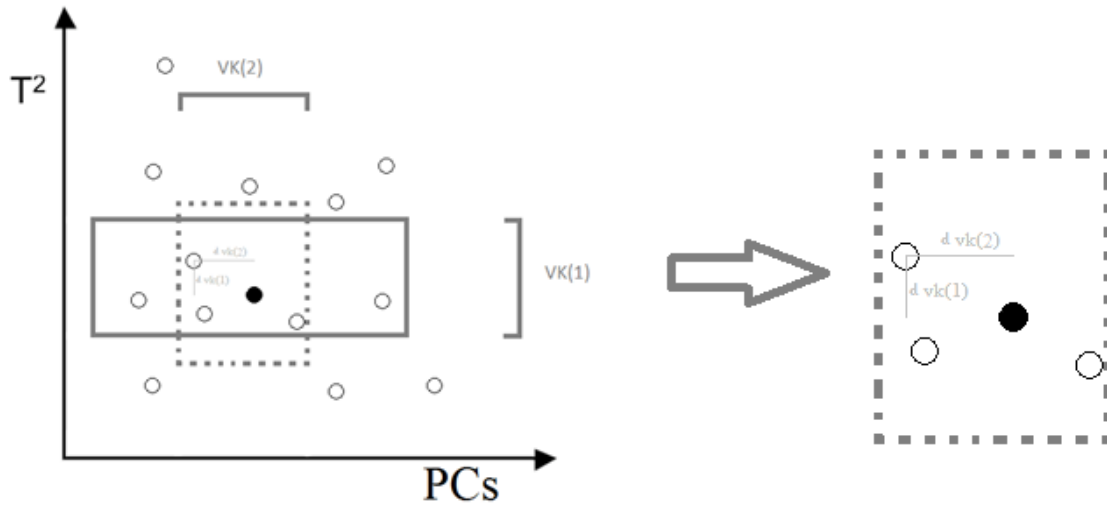 T²
VK(2)
d vk(2)
d vk(1)
VK(1)
PCs
d vk(2)
d vk(1)